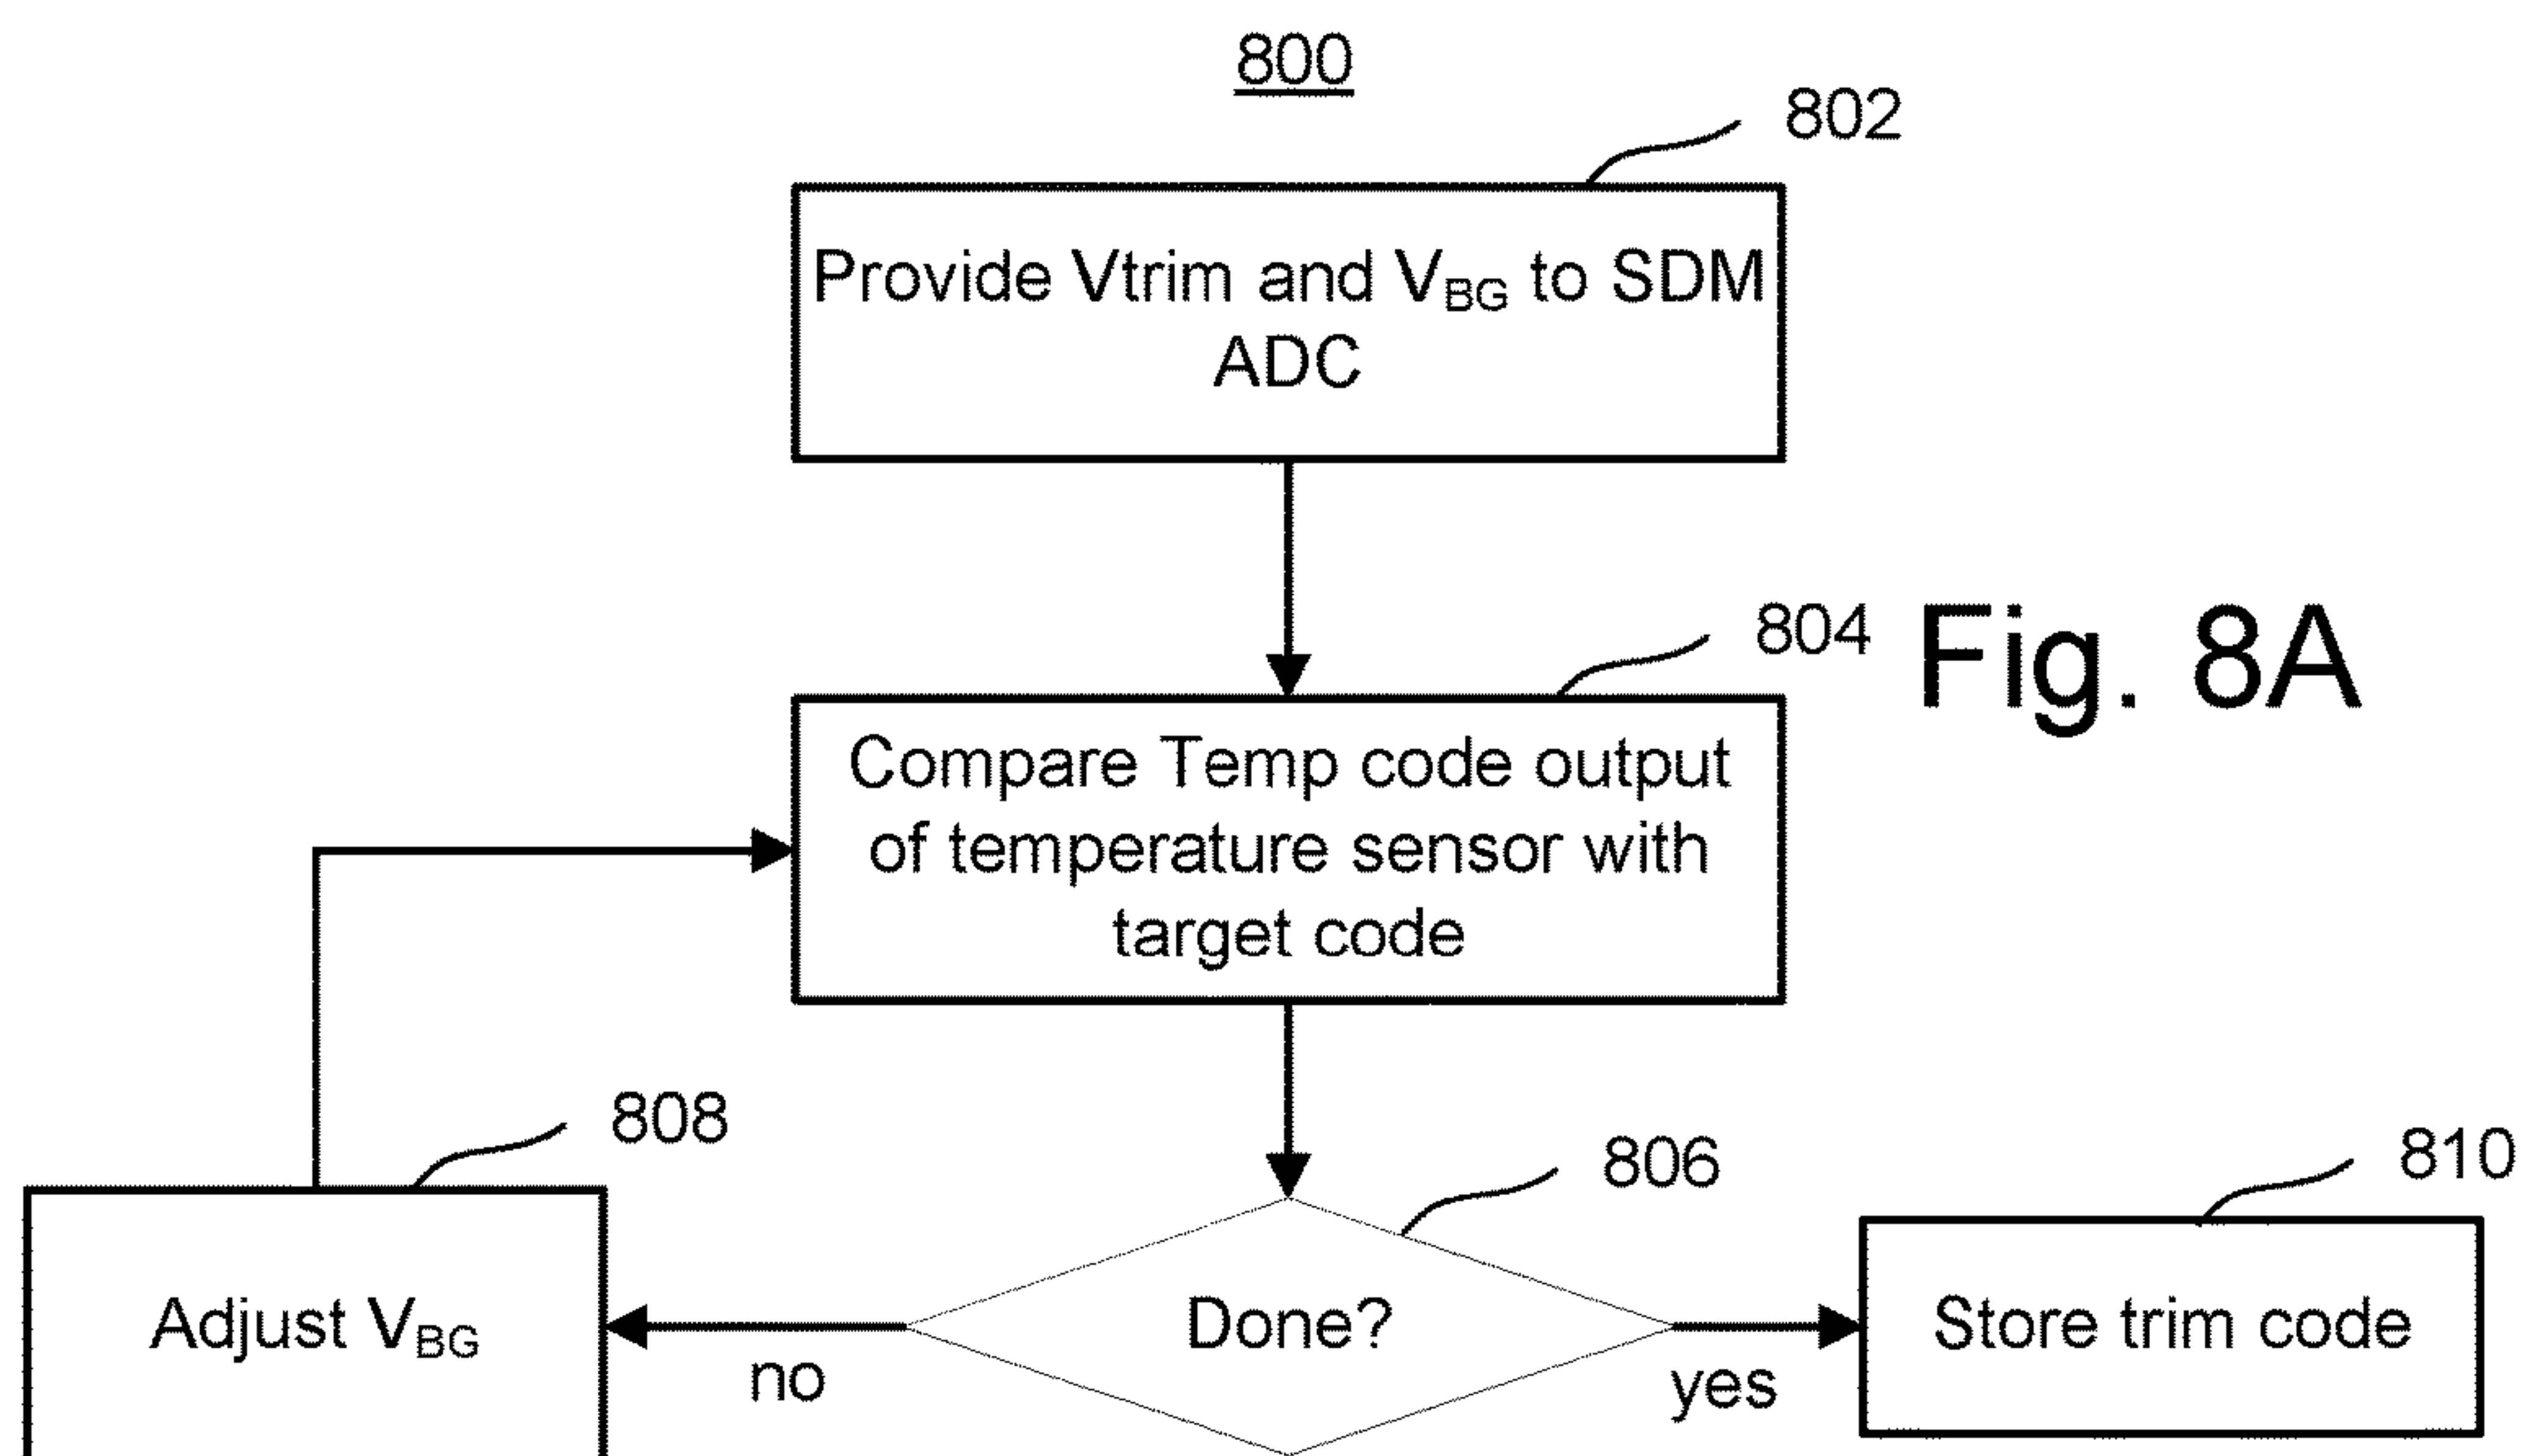 800
802
Provide Vtrim and VBG to SDM
ADC
804
Fig. 8A
Compare Temp code output
of temperature sensor with
target code
808
806
810
Adjust VBG
Done?
Store trim code
no
yes